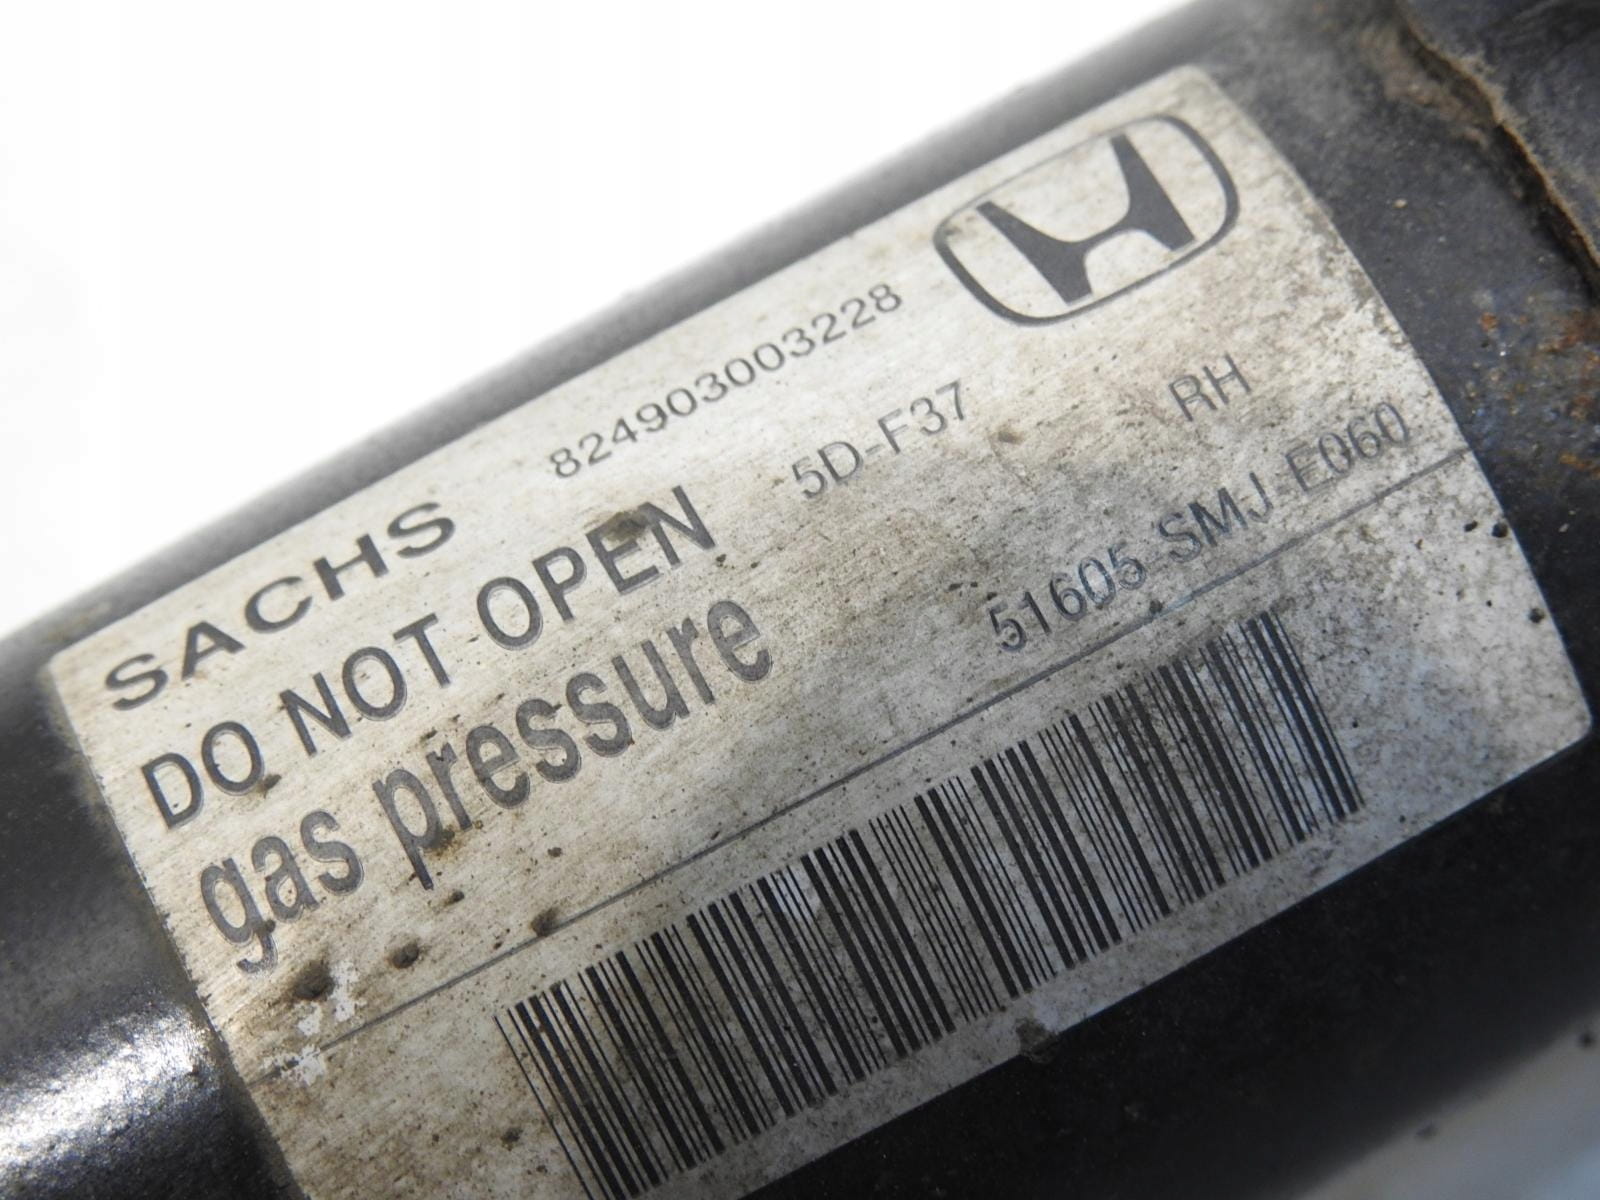 SACHS 824903003228
DO NOT OPEN 5D-F37 RH
gas pressure 51605-SMJ-E060